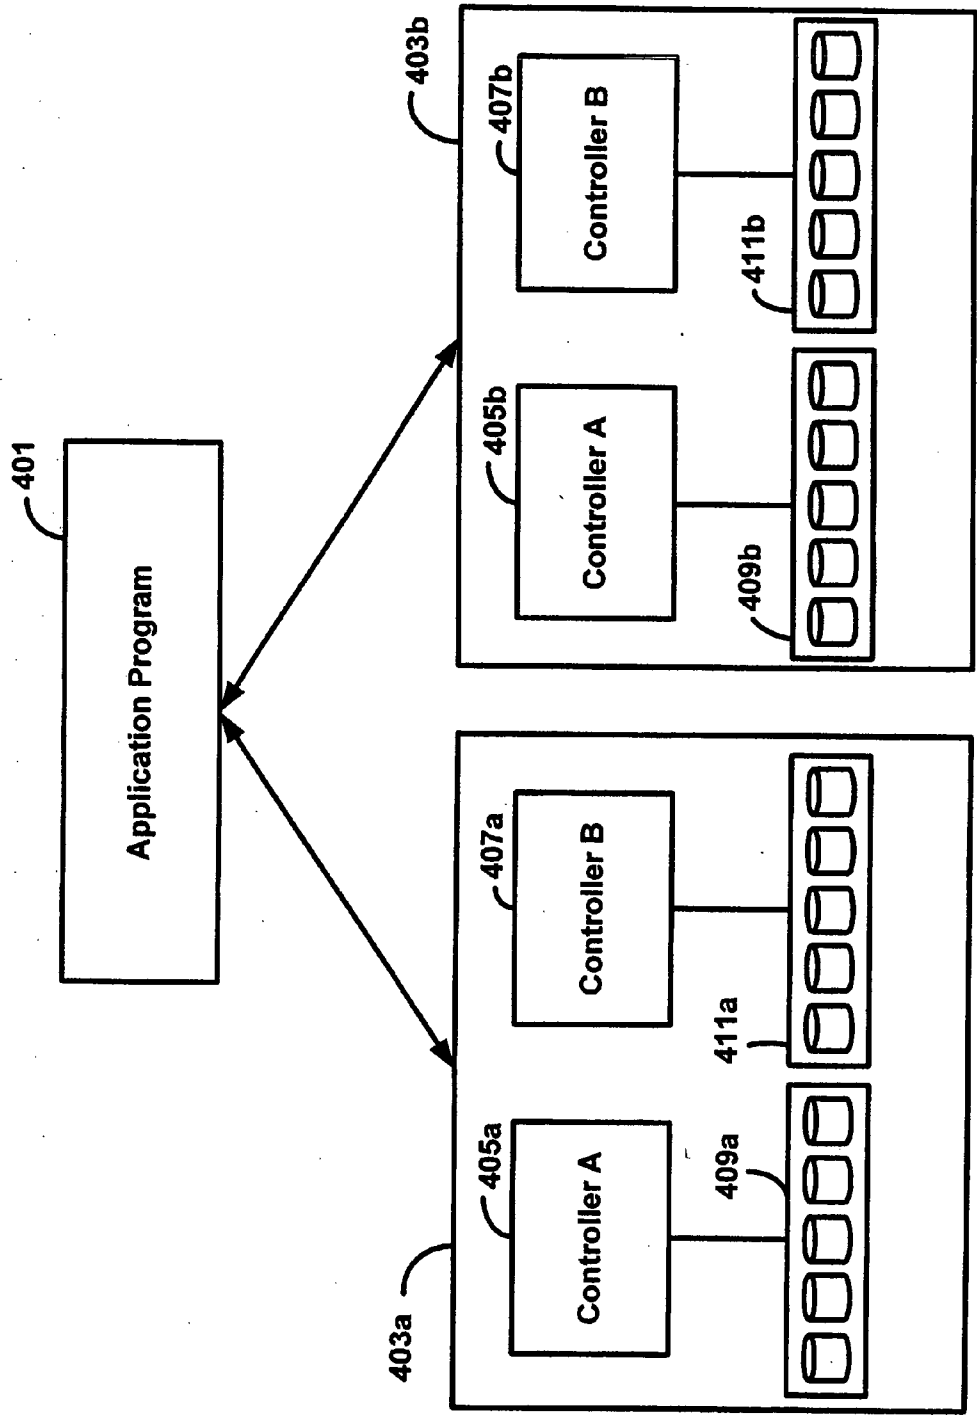 401
Application Program
403a
403b
405a
Controller A
407a
Controller B
405b
Controller A
407b
Controller B
409a
411a
409b
411b